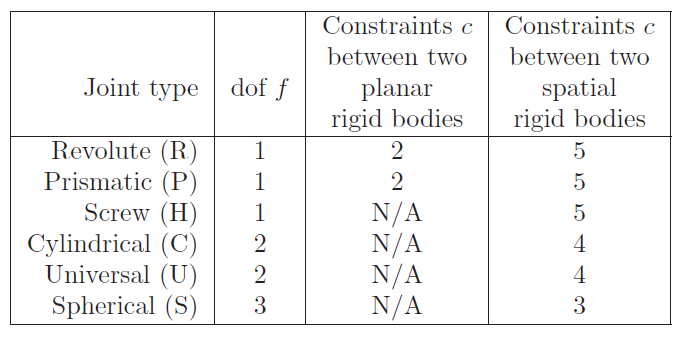 Joint type | dof f | Constraints c between two planar rigid bodies | Constraints c between two spatial rigid bodies
Revolute (R) | 1 | 2 | 5
Prismatic (P) | 1 | 2 | 5
Screw (H) | 1 | N/A | 5
Cylindrical (C) | 2 | N/A | 4
Universal (U) | 2 | N/A | 4
Spherical (S) | 3 | N/A | 3